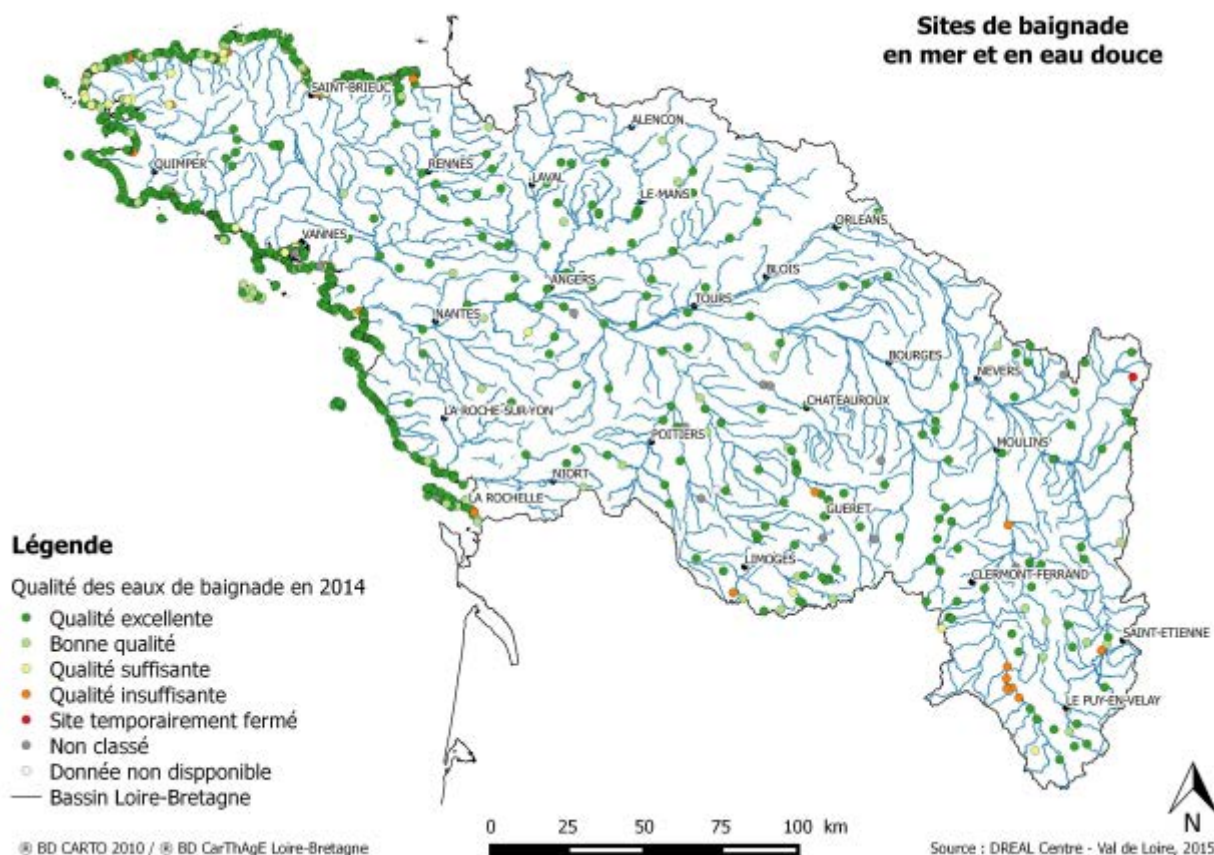 Sites de baignade
en mer et en eau douce
SAINT-BRIEUC
ALENCON
QUIMPER
RENNES
LAVAL
LE-MANS
ORLEANS
VANNES
BLOIS
ANGERS
TOURS
NANTES
BOURGES
NEVERS
CHATEAUROUX
LA ROCHE-SUR-YON
POITIERS
MOULINS
NIORT
LA ROCHELLE
GUERET
LIMOGES
CLERMONT-FERRAND
SAINT-ETIENNE
LE PUY-EN-VELAY
Légende
Qualité des eaux de baignade en 2014
Qualité excellente
Bonne qualité
Qualité suffisante
Qualité insuffisante
Site temporairement fermé
Non classé
Donnée non dispponible
Bassin Loire-Bretagne
0 25 50 75 100 km
N
® BD CARTO 2010 / ® BD CarThAgE Loire-Bretagne
Source : DREAL Centre - Val de Loire, 2015